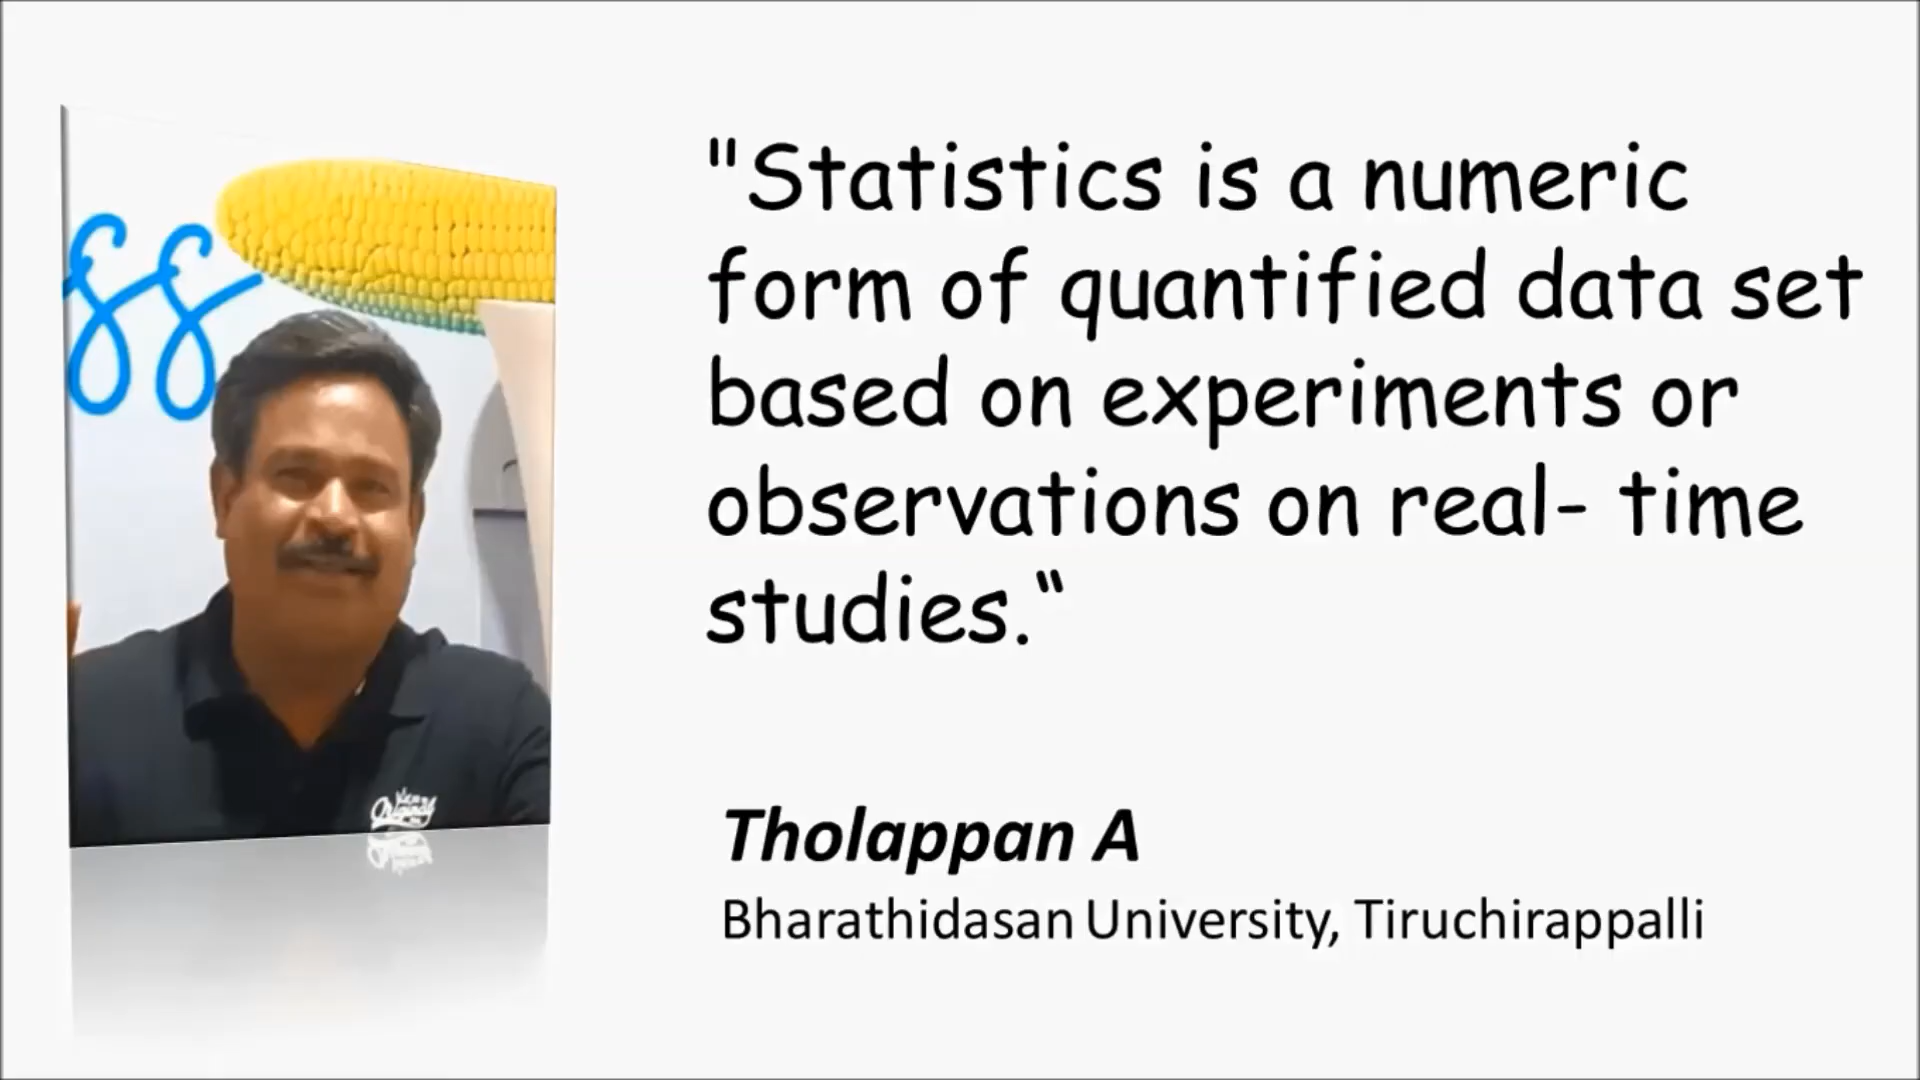 "Statistics is a numeric
form of quantified data set
based on experiments or
observations on real- time
studies.“
Tholappan A
Bharathidasan University, Tiruchirappalli
Original